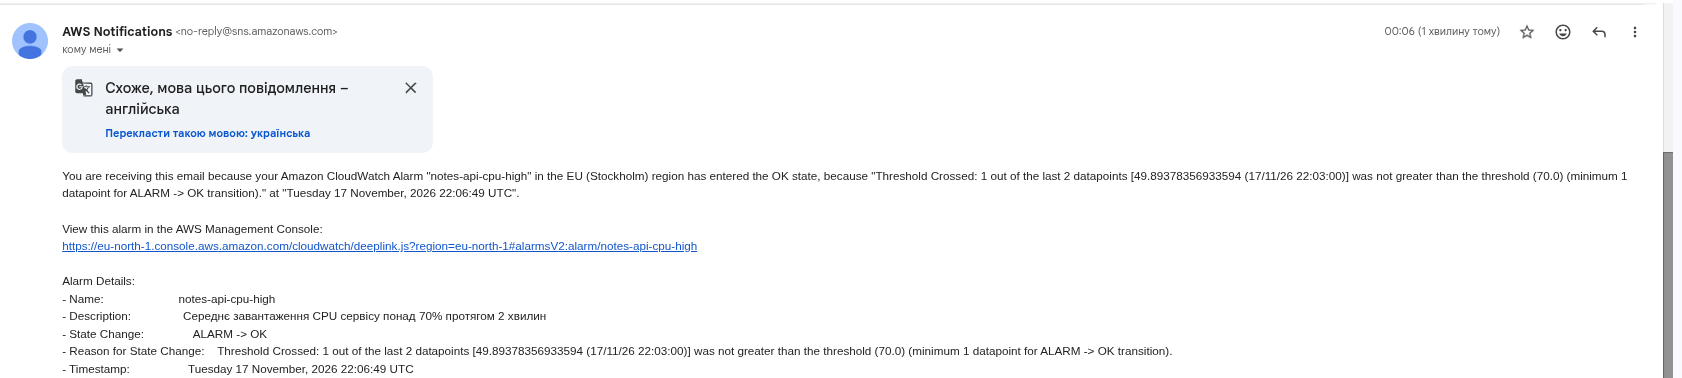 AWS Notifications <no-reply@sns.amazonaws.com>
00:06 (1 хвилину тому)
кому мені
Схоже, мова цього повідомлення –
англійська
Перекласти такою мовою: українська
You are receiving this email because your Amazon CloudWatch Alarm "notes-api-cpu-high" in the EU (Stockholm) region has entered the OK state, because "Threshold Crossed: 1 out of the last 2 datapoints [49.89378356933594 (17/11/26 22:03:00)] was not greater than the threshold (70.0) (minimum 1
datapoint for ALARM -> OK transition)." at "Tuesday 17 November, 2026 22:06:49 UTC".
View this alarm in the AWS Management Console:
https://eu-north-1.console.aws.amazon.com/cloudwatch/deeplink.js?region=eu-north-1#alarmsV2:alarm/notes-api-cpu-high
Alarm Details:
- Name: notes-api-cpu-high
- Description: Середнє завантаження CPU сервісу понад 70% протягом 2 хвилин
- State Change: ALARM -> OK
- Reason for State Change: Threshold Crossed: 1 out of the last 2 datapoints [49.89378356933594 (17/11/26 22:03:00)] was not greater than the threshold (70.0) (minimum 1 datapoint for ALARM -> OK transition).
- Timestamp: Tuesday 17 November, 2026 22:06:49 UTC